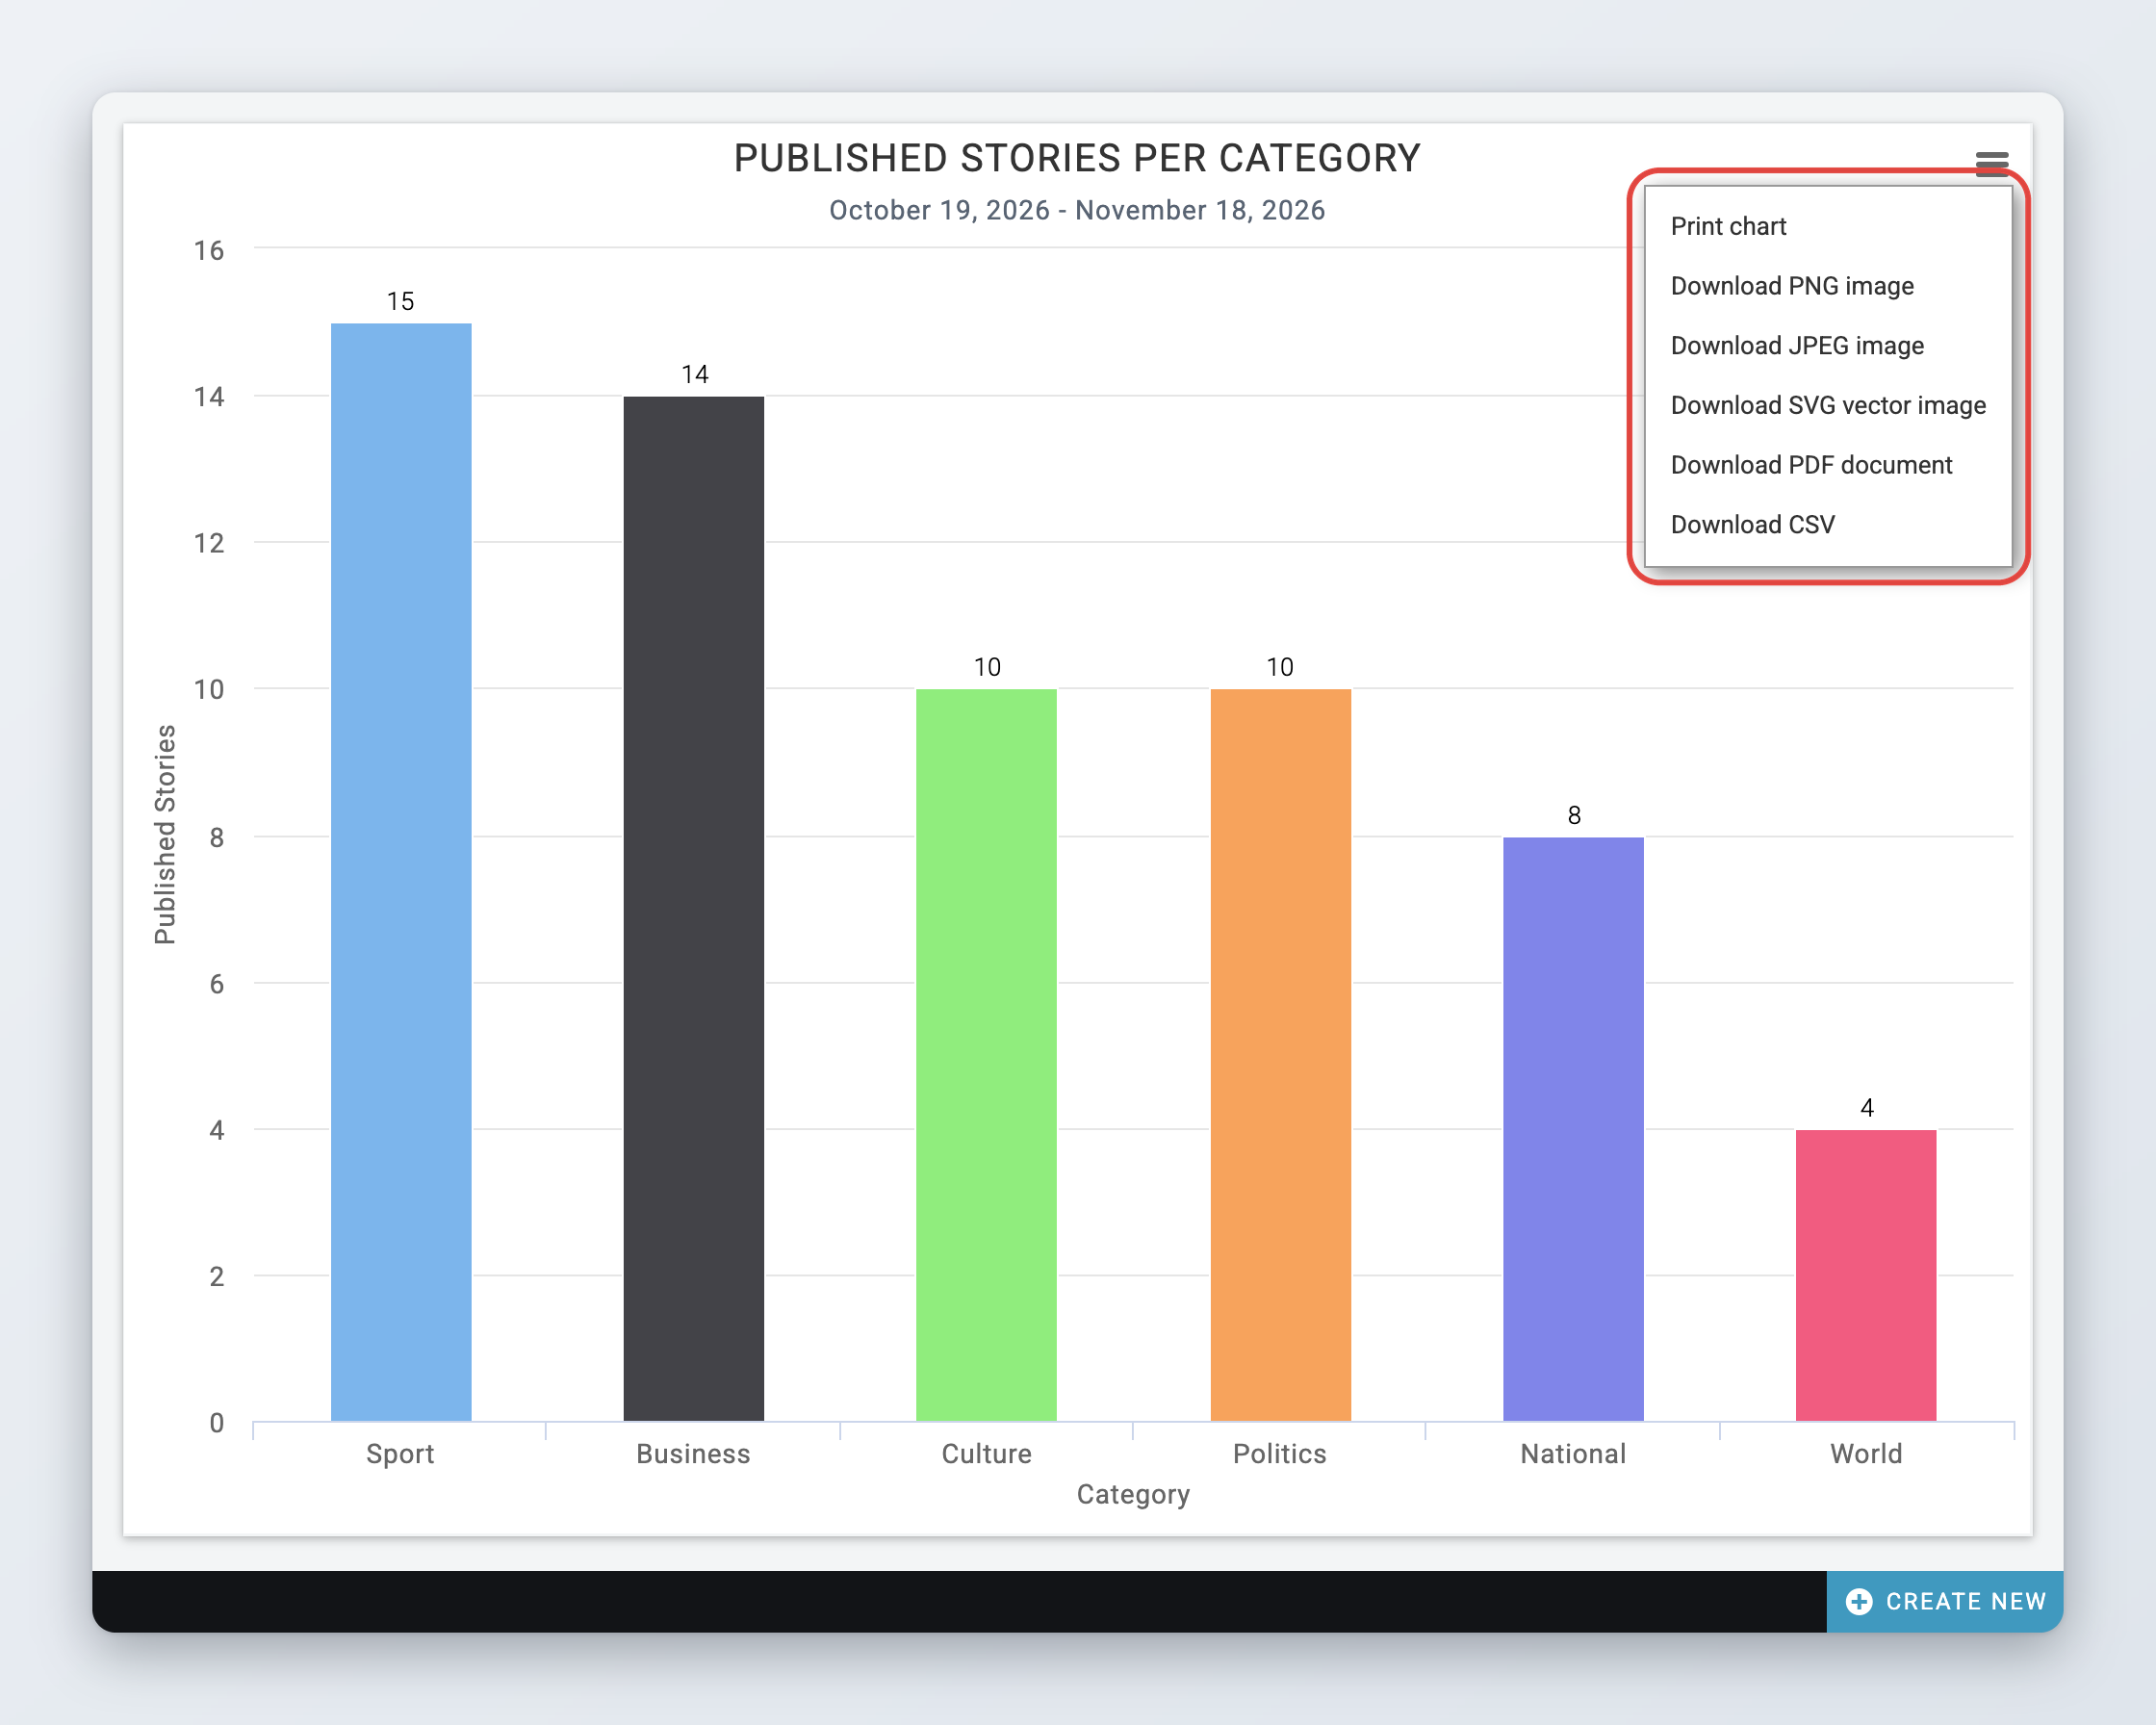 PUBLISHED STORIES PER CATEGORY
October 19, 2026 - November 18, 2026
Print chart
Download PNG image
Download JPEG image
Download SVG vector image
Download PDF document
Download CSV
Published Stories
16
14
12
10
8
6
4
2
0
15
14
10
10
8
4
Sport
Business
Culture
Politics
National
World
Category
CREATE NEW